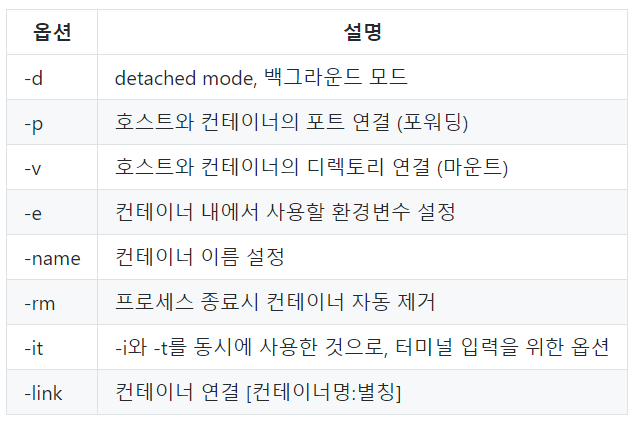 옵션 설명
-d detached mode, 백그라운드 모드
-p 호스트와 컨테이너의 포트 연결 (포워딩)
-v 호스트와 컨테이너의 디렉토리 연결 (마운트)
-e 컨테이너 내에서 사용할 환경변수 설정
-name 컨테이너 이름 설정
-rm 프로세스 종료시 컨테이너 자동 제거
-it -i와 -t를 동시에 사용한 것으로, 터미널 입력을 위한 옵션
-link 컨테이너 연결 [컨테이너명:별칭]